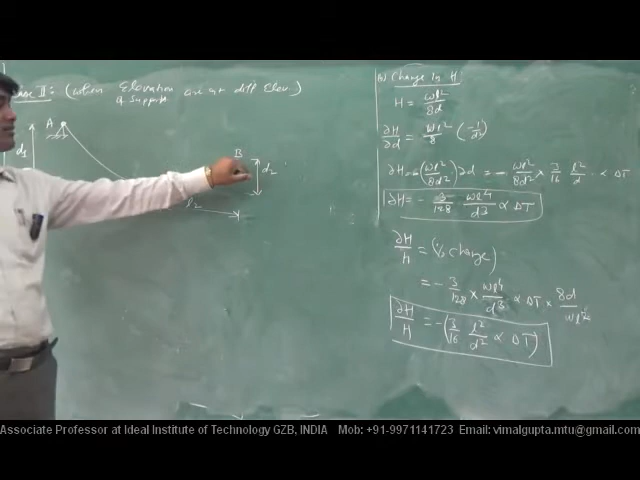 II: (When Elevation
of supports are at diff Elev.)
A
d1
B
d2
l2
(b) Change in H:
H = wl²/8d
∂H/∂d = wl²/8 (-1/d²)
∂H = -(wl²/8d²) ∂d = - wl²/8d² × 3/16 l²/d · α ΔT
∂H = - 3/128 wl⁴/d³ α ΔT
∂H/H = (% change)
= - 3/128 × wl⁴/d³ α ΔT × 8d/wl²
∂H/H = -(3/16 l²/d² α ΔT)
Associate Professor at Ideal Institute of Technology GZB, INDIA Mob: +91-9971141723 Email: vimalgupta.mtu@gmail.com